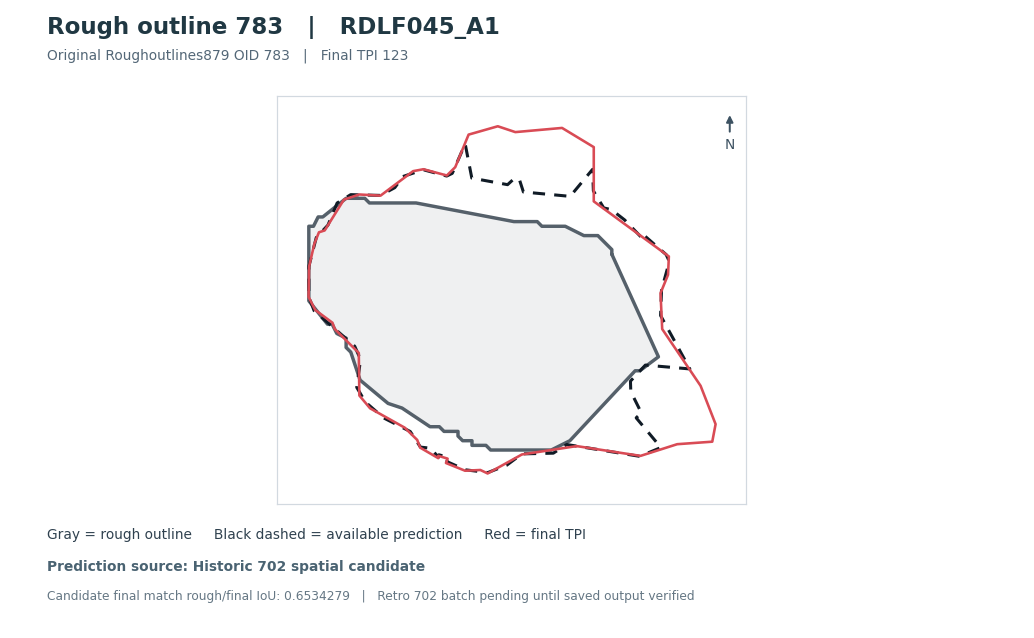 Rough outline 783 | RDLF045_A1
Original Roughoutlines879 OID 783 | Final TPI 123
N
Gray = rough outline Black dashed = available prediction Red = final TPI
Prediction source: Historic 702 spatial candidate
Candidate final match rough/final IoU: 0.6534279 | Retro 702 batch pending until saved output verified